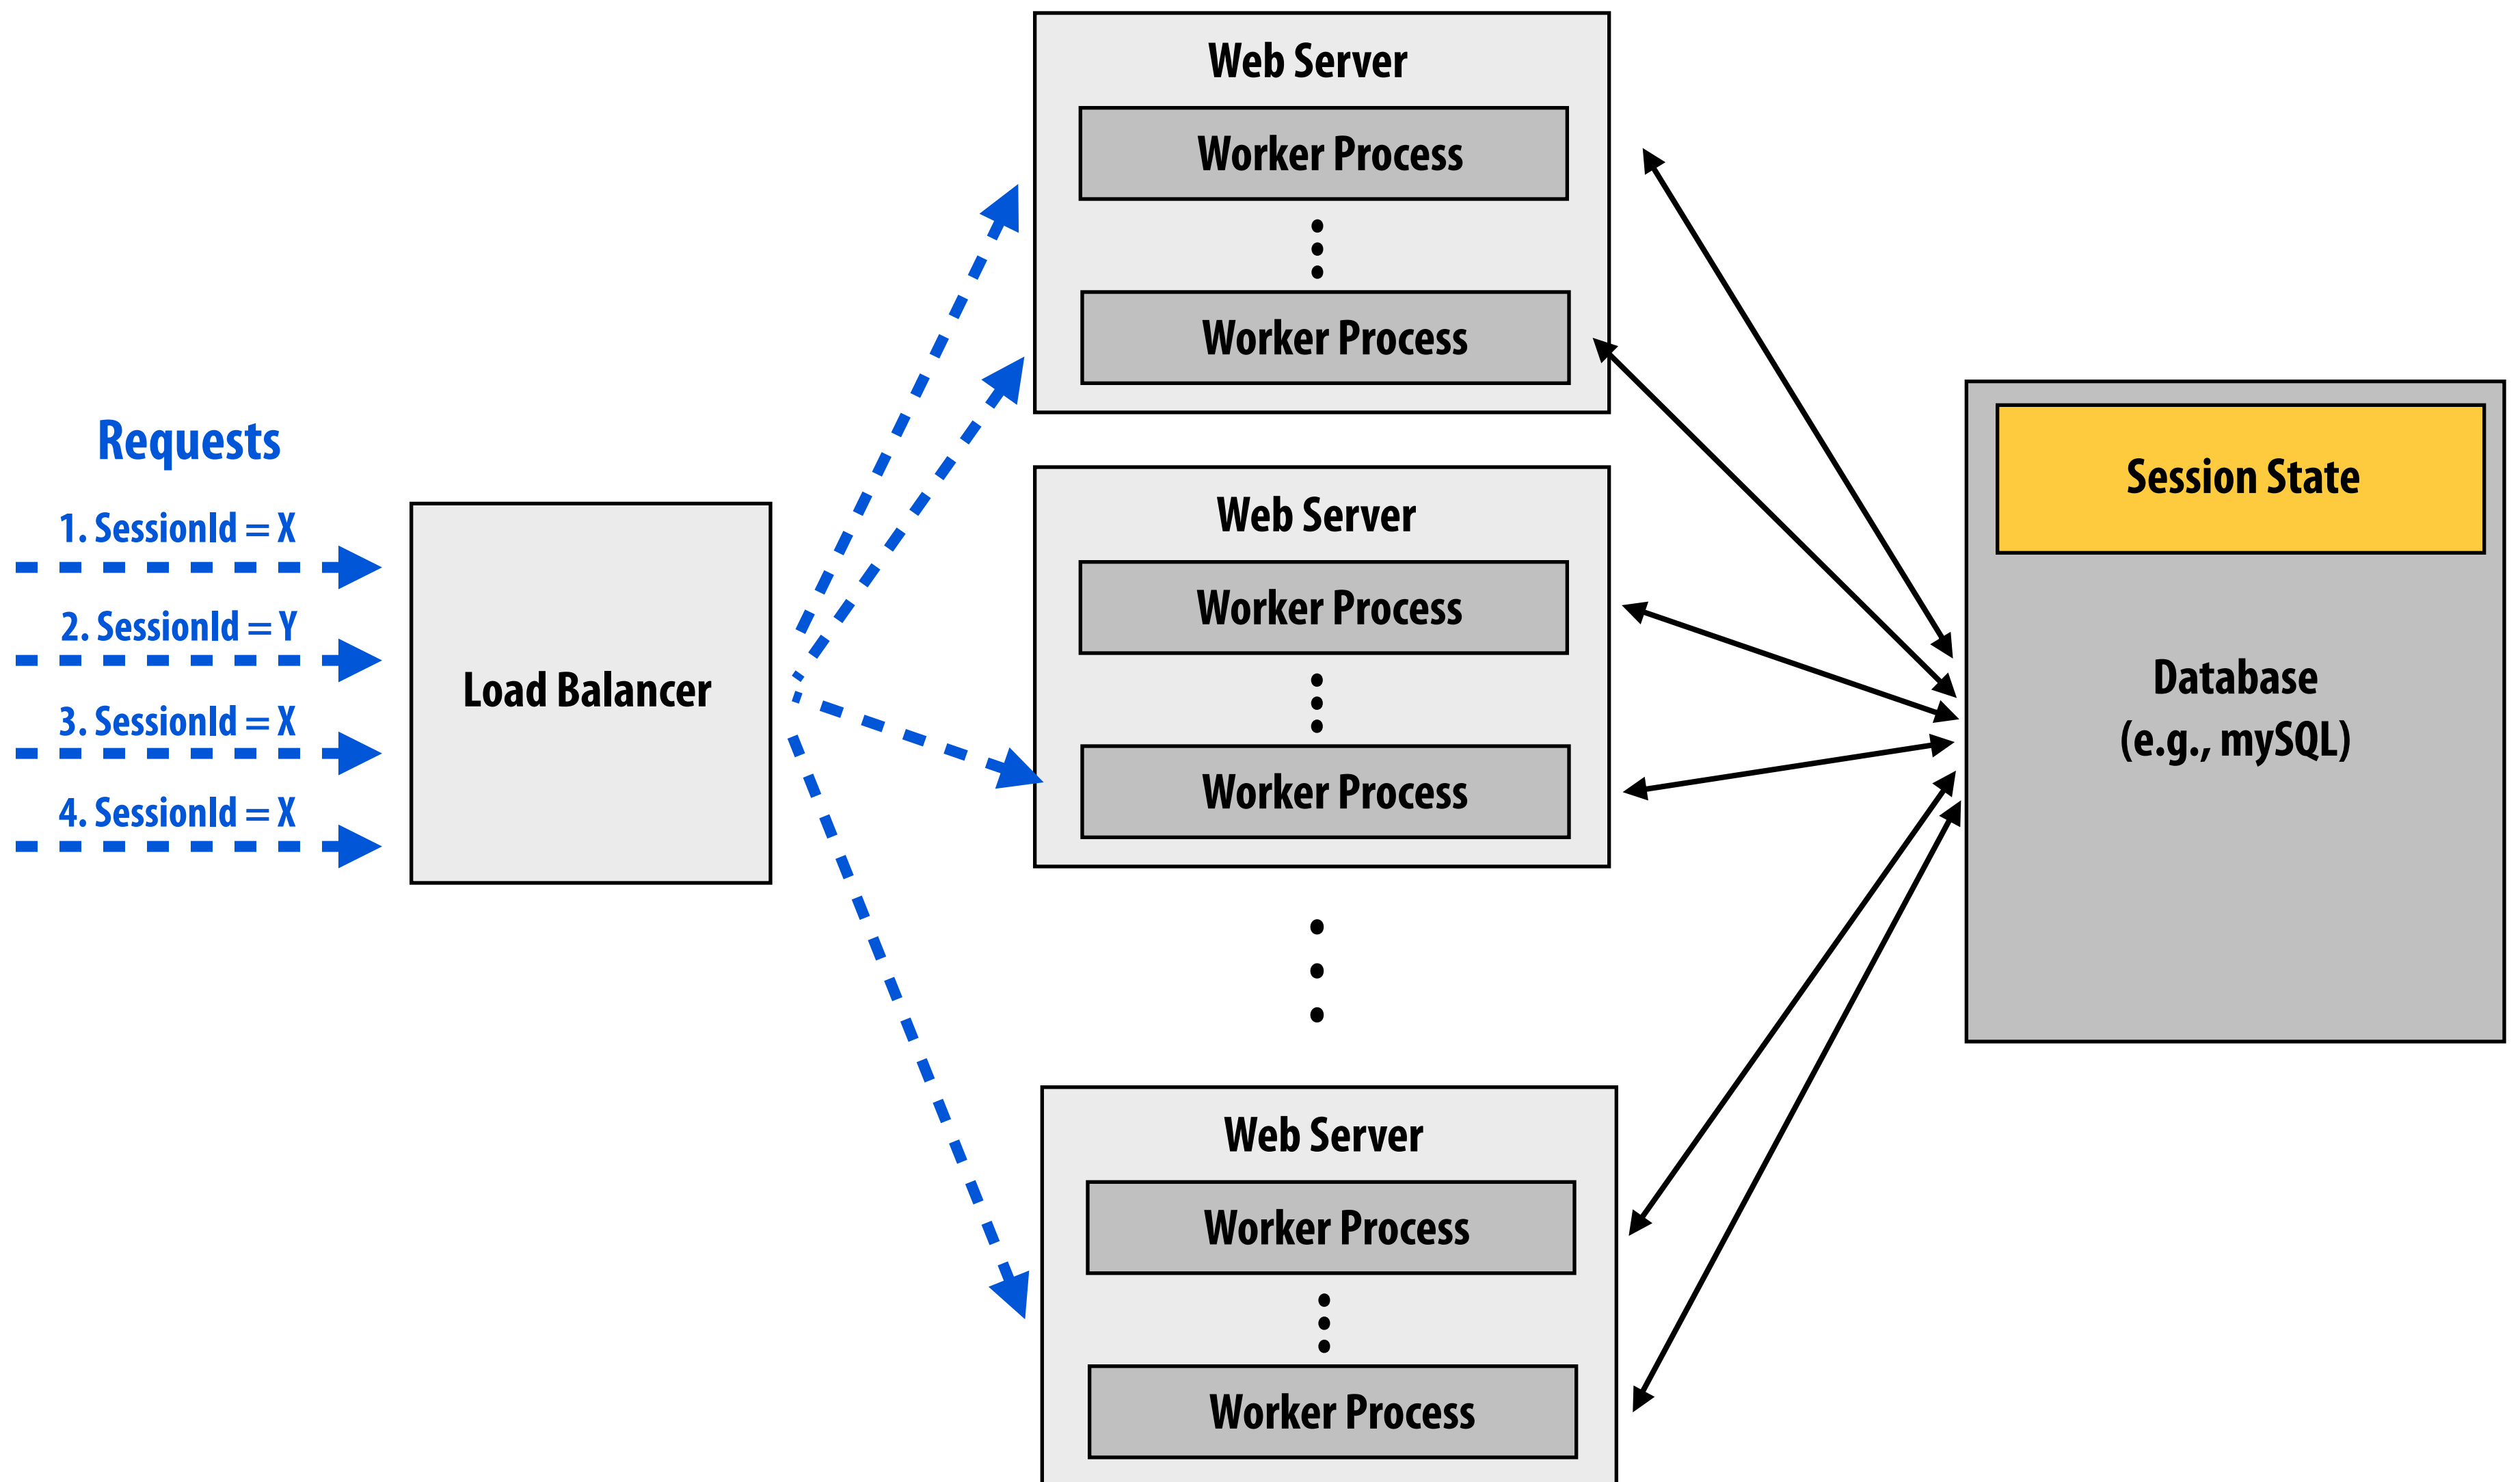 Requests
1. SessionId = X
2. SessionId = Y
3. SessionId = X
4. SessionId = X
Load Balancer
Web Server
Worker Process
Worker Process
Web Server
Worker Process
Worker Process
Web Server
Worker Process
Worker Process
Session State
Database
(e.g., mySQL)